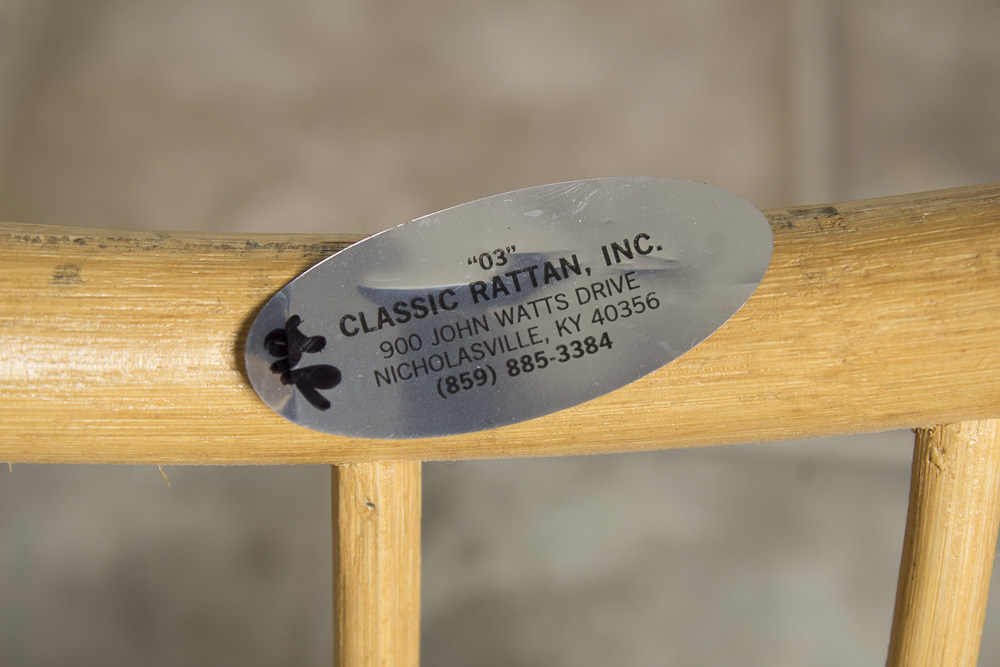 “03”
CLASSIC RATTAN, INC.
900 JOHN WATTS DRIVE
NICHOLASVILLE, KY 40356
(859) 885-3384